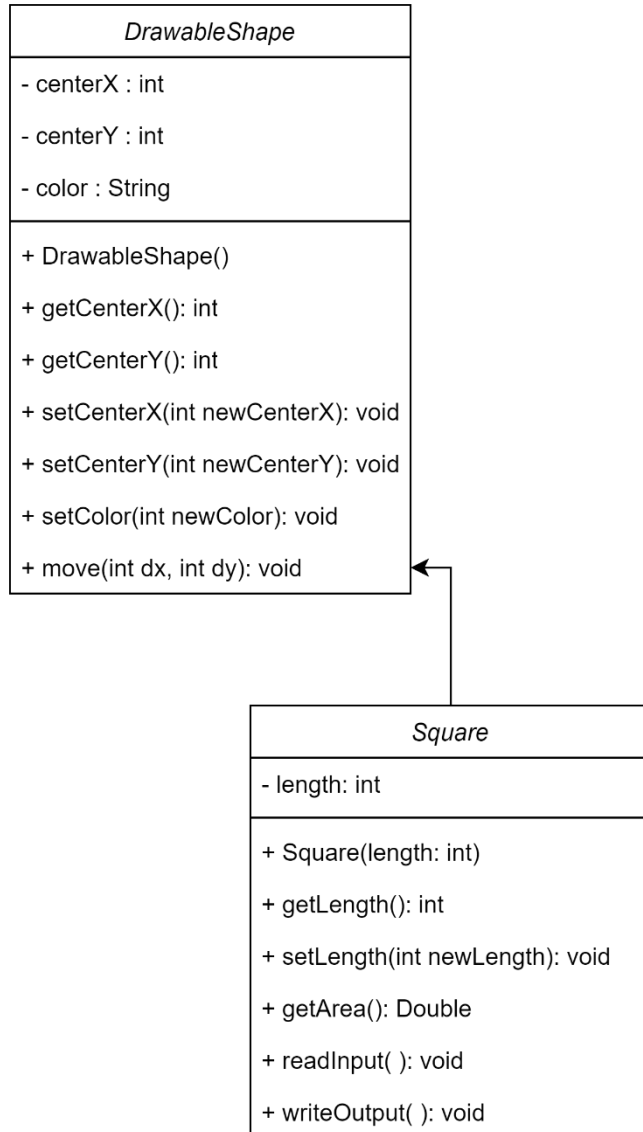 DrawableShape
- centerX : int
- centerY : int
- color : String
+ DrawableShape()
+ getCenterX(): int
+ getCenterY(): int
+ setCenterX(int newCenterX): void
+ setCenterY(int newCenterY): void
+ setColor(int newColor): void
+ move(int dx, int dy): void
Square
- length: int
+ Square(length: int)
+ getLength(): int
+ setLength(int newLength): void
+ getArea(): Double
+ readInput( ): void
+ writeOutput( ): void